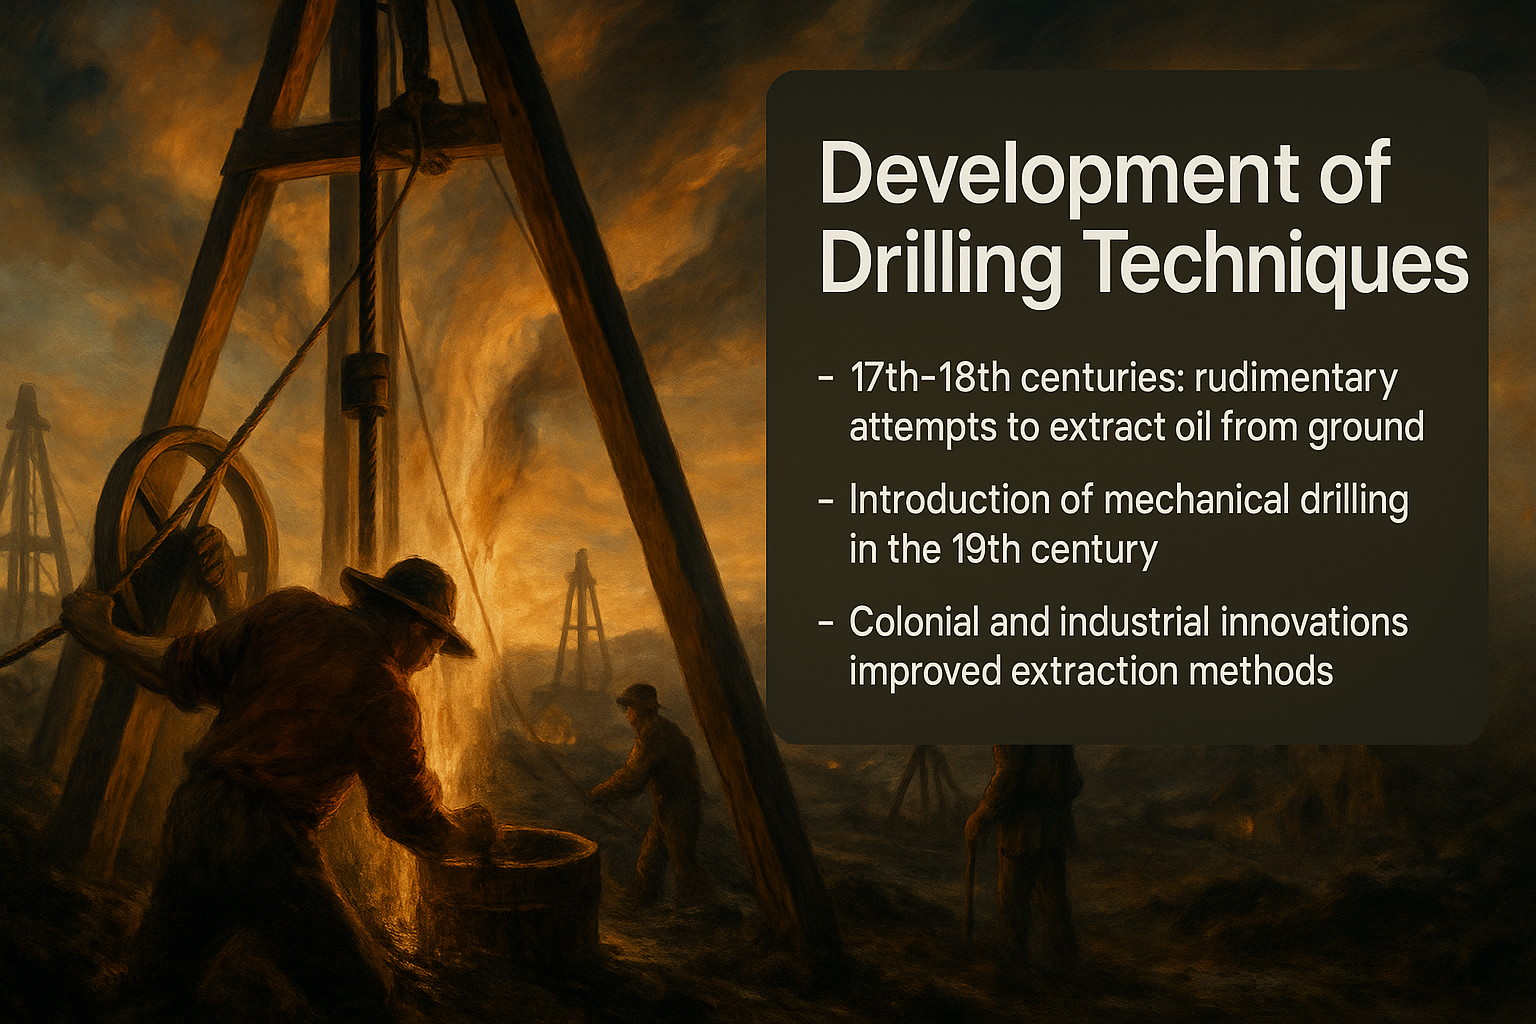 Development of
Drilling Techniques
- 17th-18th centuries: rudimentary
attempts to extract oil from ground
- Introduction of mechanical drilling
in the 19th century
- Colonial and industrial innovations
improved extraction methods